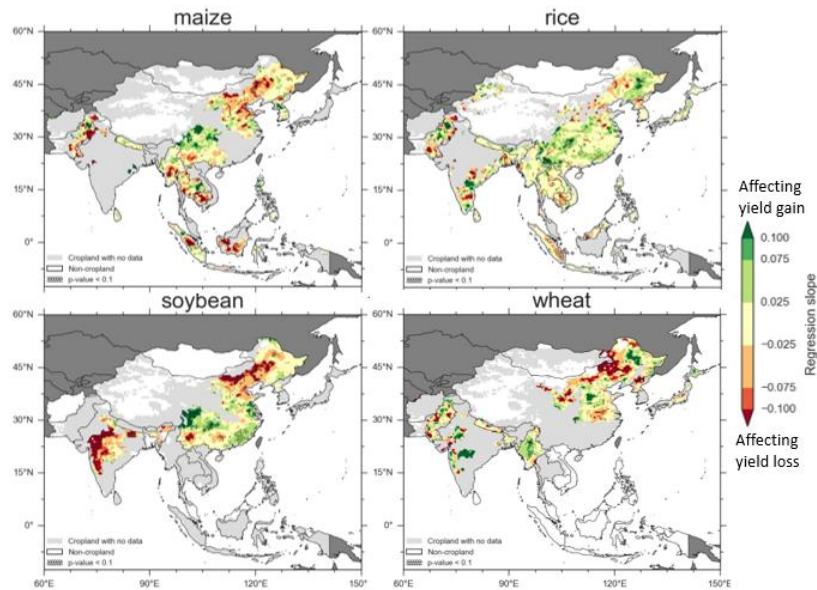 maize
rice
60°N
45°N
30°N
15°N
0°
Cropland with no data
Non-cropland
p-value < 0.1
60°N
45°N
30°N
15°N
0°
Cropland with no data
Non-cropland
p-value < 0.1
soybean
wheat
60°N
45°N
30°N
15°N
0°
Cropland with no data
Non-cropland
p-value < 0.1
60°E
90°E
120°E
150°
60°N
45°N
30°N
15°N
0°
Cropland with no data
Non-cropland
p-value < 0.1
60°E
90°E
120°E
150°E
Affecting
yield gain
0.100
0.075
0.025
−0.025
−0.075
−0.100
Regression slope
Affecting
yield loss